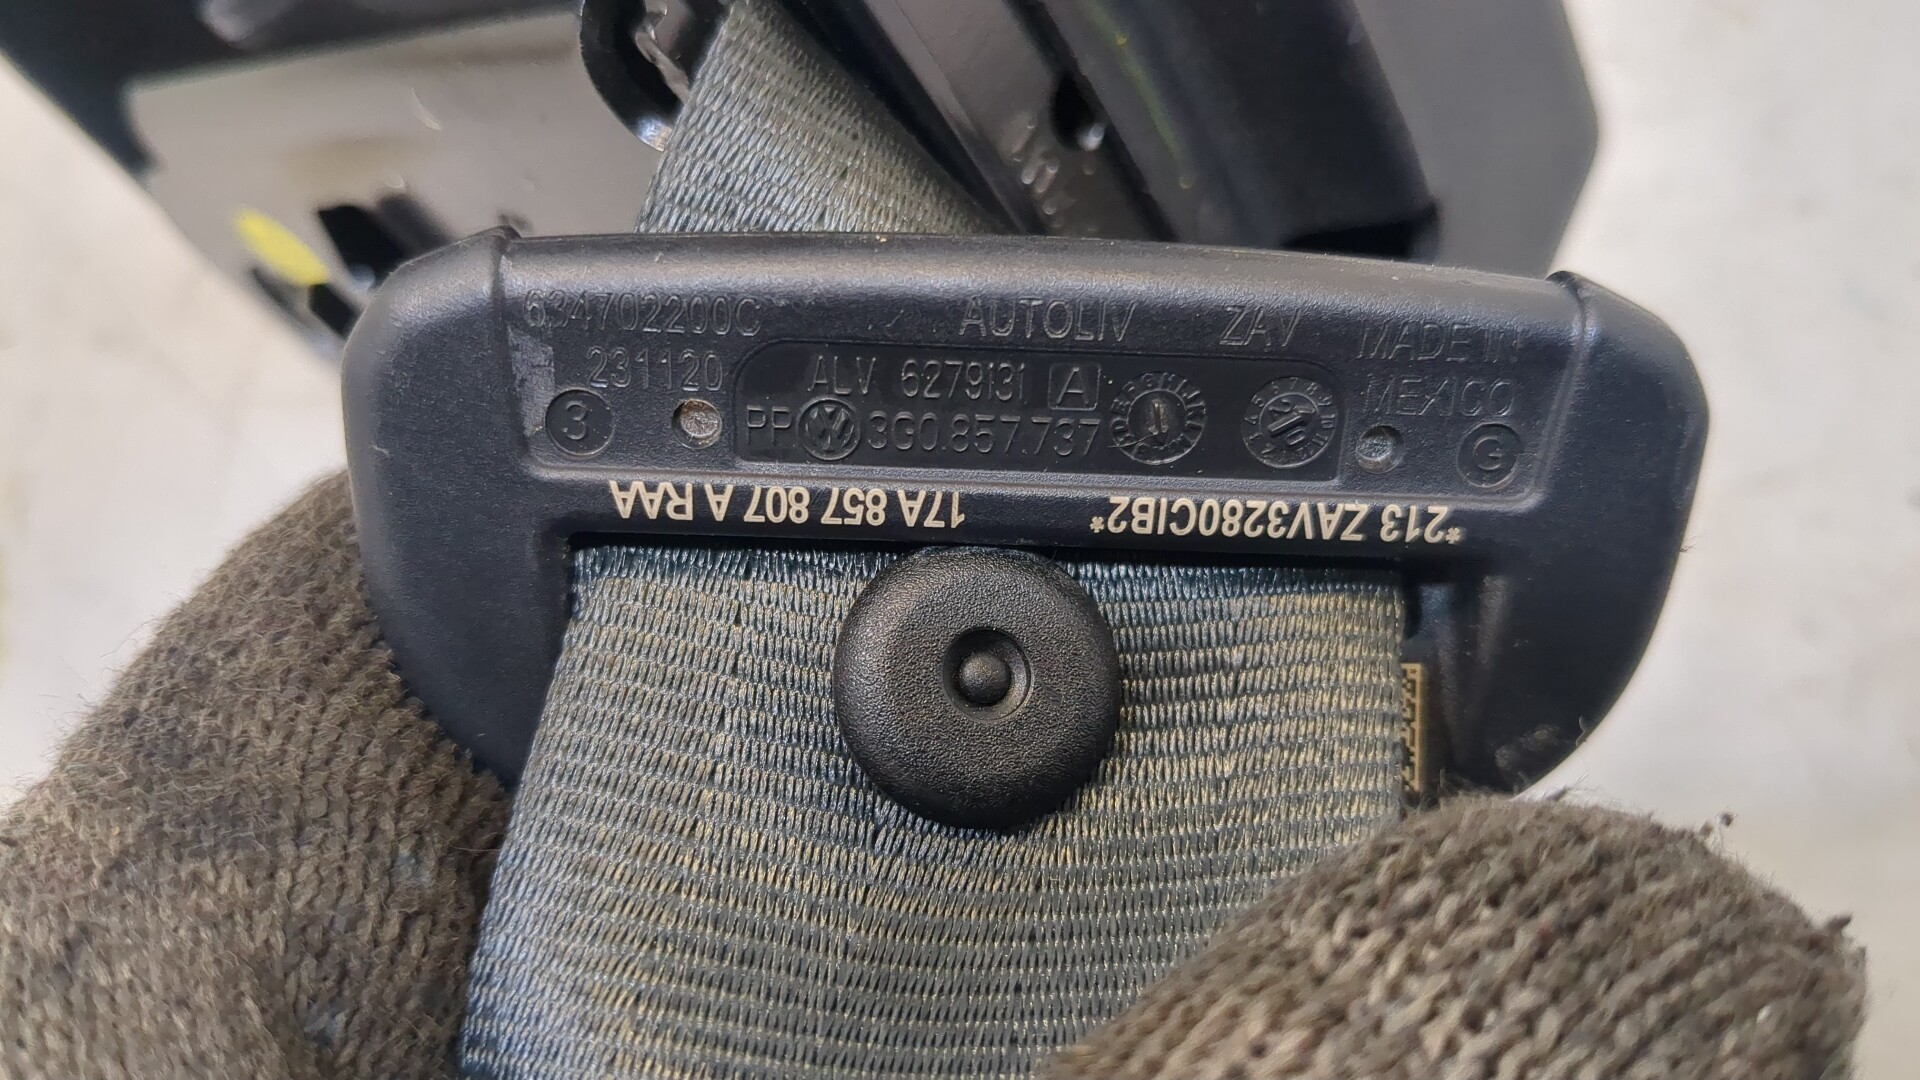 634702200C AUTOLIV ZAV MADE IN
231120 ALV 6279131 A MEXICO
3 PP VW 3G0.857.737 G
17A 857 807 A RAA *213 ZAV3280CIB2*